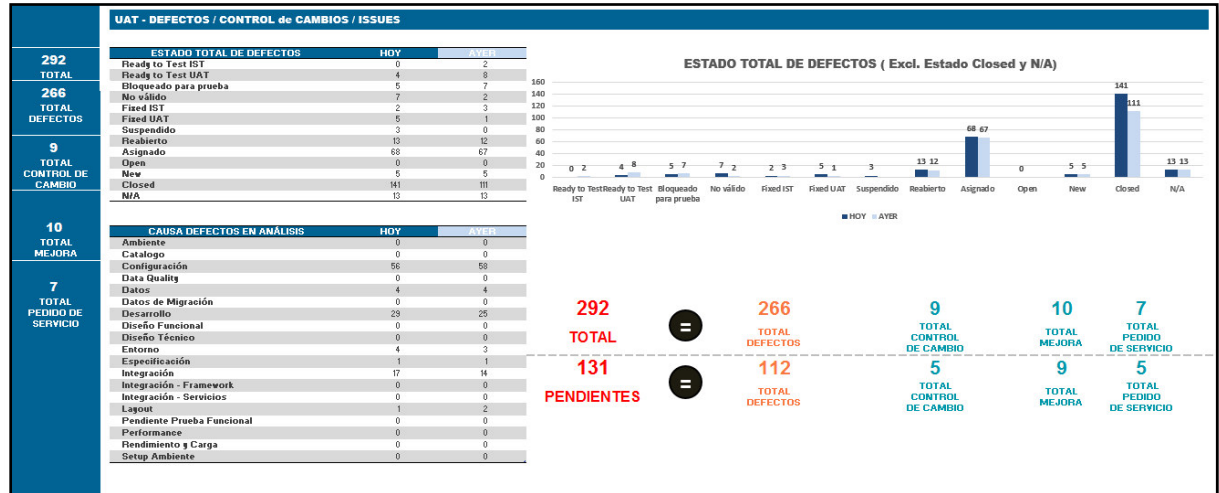 UAT - DEFECTOS / CONTROL de CAMBIOS / ISSUES
292
TOTAL
266
TOTAL
DEFECTOS
9
TOTAL
CONTROL DE
CAMBIO
10
TOTAL
MEJORA
7
TOTAL
PEDIDO DE
SERVICIO
ESTADO TOTAL DE DEFECTOS HOY AYER
Ready to Test IST 0 2
Ready to Test UAT 4 8
Bloqueado para prueba 5 7
No válido 7 2
Fixed IST 2 3
Fixed UAT 5 1
Suspendido 3 0
Reabierto 13 12
Asignado 68 67
Open 0 0
New 5 5
Closed 141 111
N/A 13 13
CAUSA DEFECTOS EN ANÁLISIS HOY AYER
Ambiente 0 0
Catalogo 0 0
Configuración 56 58
Data Quality 0 0
Datos 4 4
Datos de Migración 0 0
Desarrollo 29 25
Diseño Funcional 0 0
Diseño Técnico 0 0
Entorno 4 3
Especificación 1 1
Integración 17 14
Integración - Framework 0 0
Integración - Servicios 0 0
Layout 1 2
Pendiente Prueba Funcional 0 0
Performance 0 0
Rendimiento y Carga 0 0
Setup Ambiente 0 0
ESTADO TOTAL DE DEFECTOS ( Excl. Estado Closed y N/A)
160
140
120
100
80
60
40
20
0
0 2 4 8 5 7 7 2 2 3 5 1 3 13 12 68 67 0 5 5 141 111 13 13
Ready to Test IST Ready to Test UAT Bloqueado para prueba No válido Fixed IST Fixed UAT Suspendido Reabierto Asignado Open New Closed N/A
HOY AYER
292 = 266 9 10 7
TOTAL TOTAL DEFECTOS TOTAL CONTROL DE CAMBIO TOTAL MEJORA TOTAL PEDIDO DE SERVICIO
131 = 112 5 9 5
PENDIENTES TOTAL DEFECTOS TOTAL CONTROL DE CAMBIO TOTAL MEJORA TOTAL PEDIDO DE SERVICIO